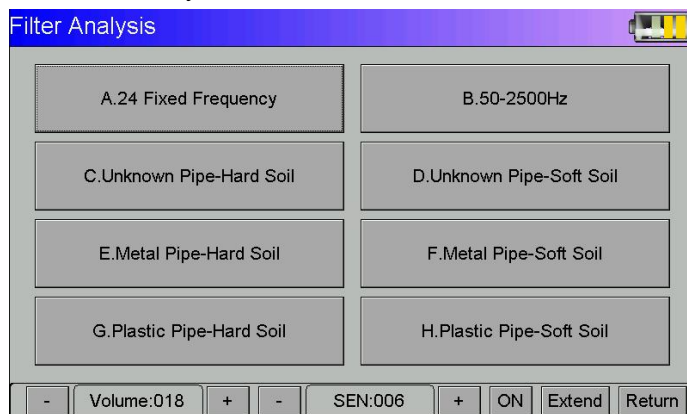 Filter Analysis
A.24 Fixed Frequency
B.50-2500Hz
C.Unknown Pipe-Hard Soil
D.Unknown Pipe-Soft Soil
E.Metal Pipe-Hard Soil
F.Metal Pipe-Soft Soil
G.Plastic Pipe-Hard Soil
H.Plastic Pipe-Soft Soil
- Volume:018 + - SEN:006 + ON Extend Return